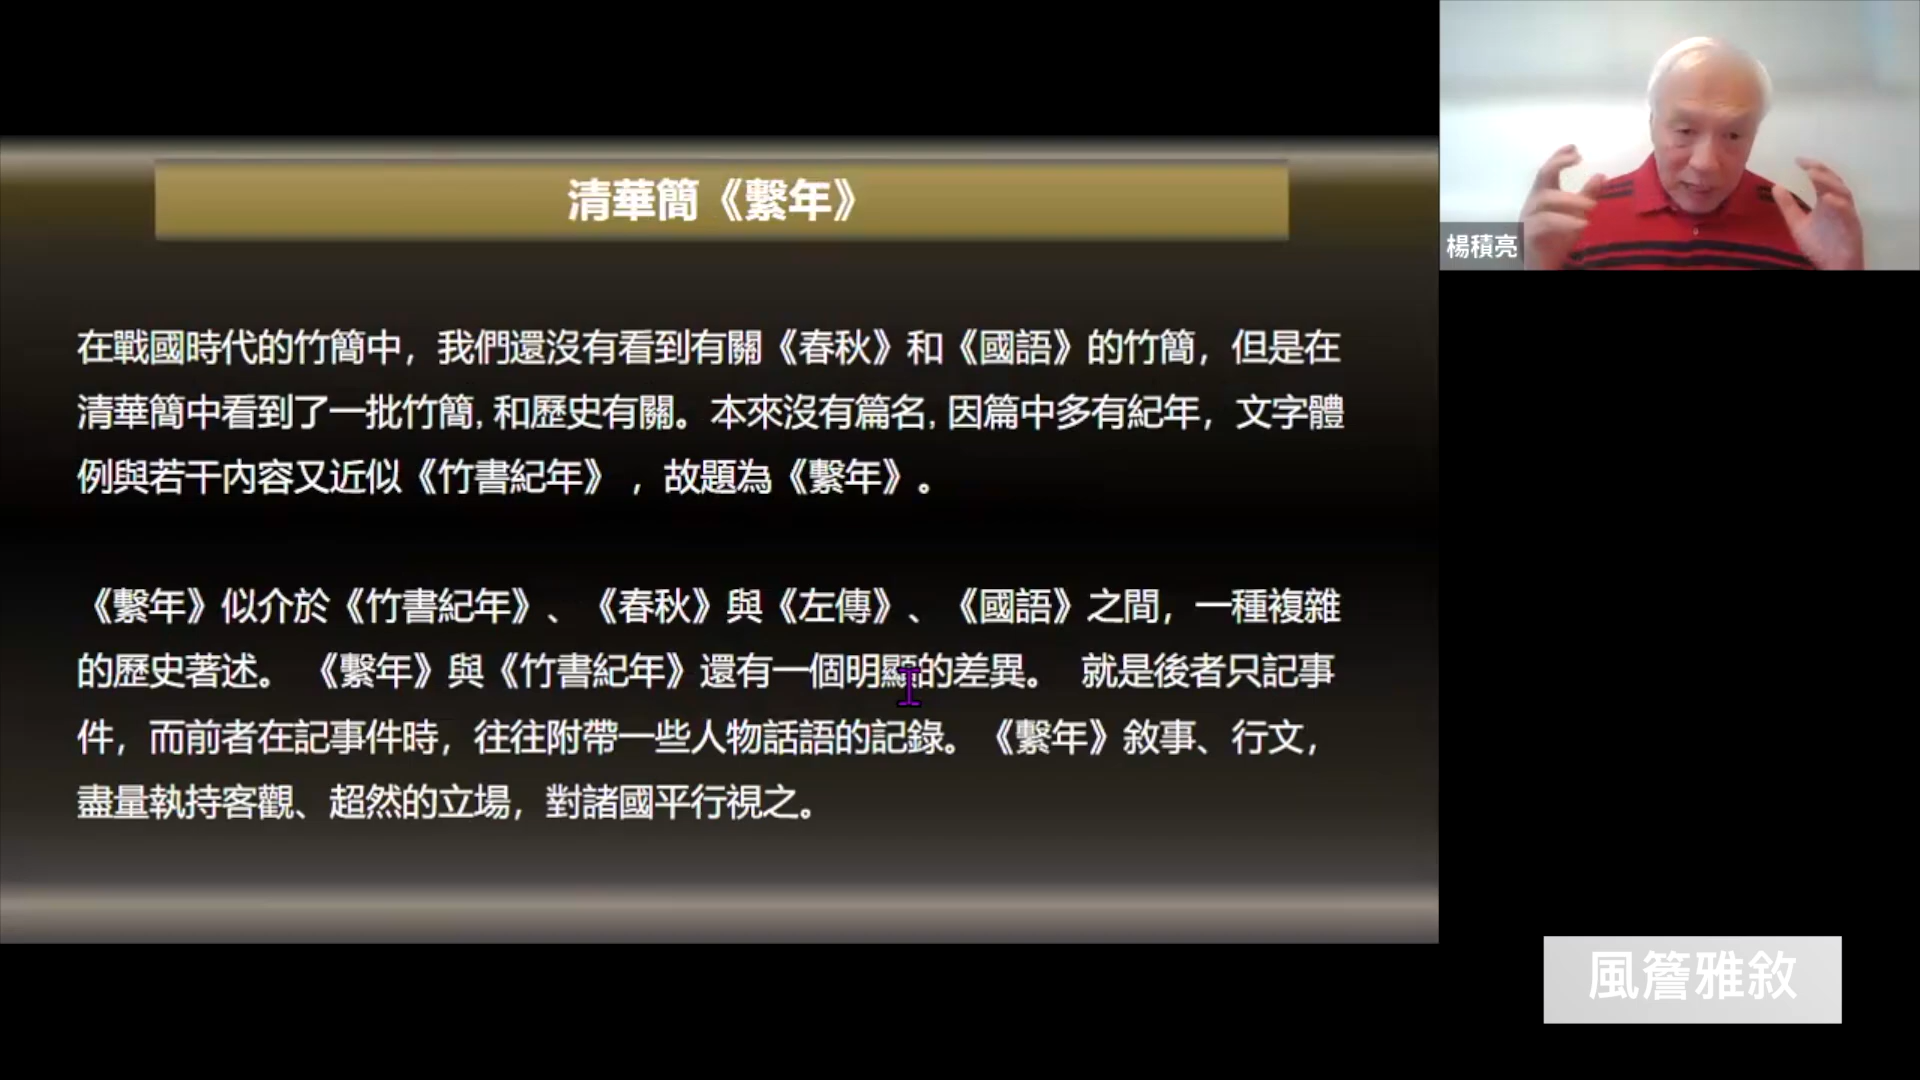 清華簡《繫年》
在戰國時代的竹簡中，我們還沒有看到有關《春秋》和《國語》的竹簡，但是在
清華簡中看到了一批竹簡, 和歷史有關。本來沒有篇名, 因篇中多有紀年，文字體
例與若干內容又近似《竹書紀年》 ，故題為《繫年》。
《繫年》似介於《竹書紀年》、《春秋》與《左傳》、《國語》之間，一種複雜
的歷史著述。 《繫年》與《竹書紀年》還有一個明顯的差異。 就是後者只記事
件，而前者在記事件時，往往附帶一些人物話語的記錄。《繫年》敘事、行文，
盡量執持客觀、超然的立場，對諸國平行視之。
楊積亮
風簷雅敘